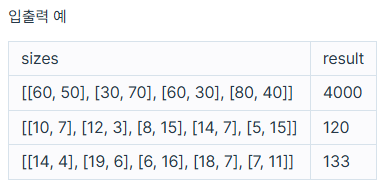 입출력 예
sizes result
[[60, 50], [30, 70], [60, 30], [80, 40]] 4000
[[10, 7], [12, 3], [8, 15], [14, 7], [5, 15]] 120
[[14, 4], [19, 6], [6, 16], [18, 7], [7, 11]] 133